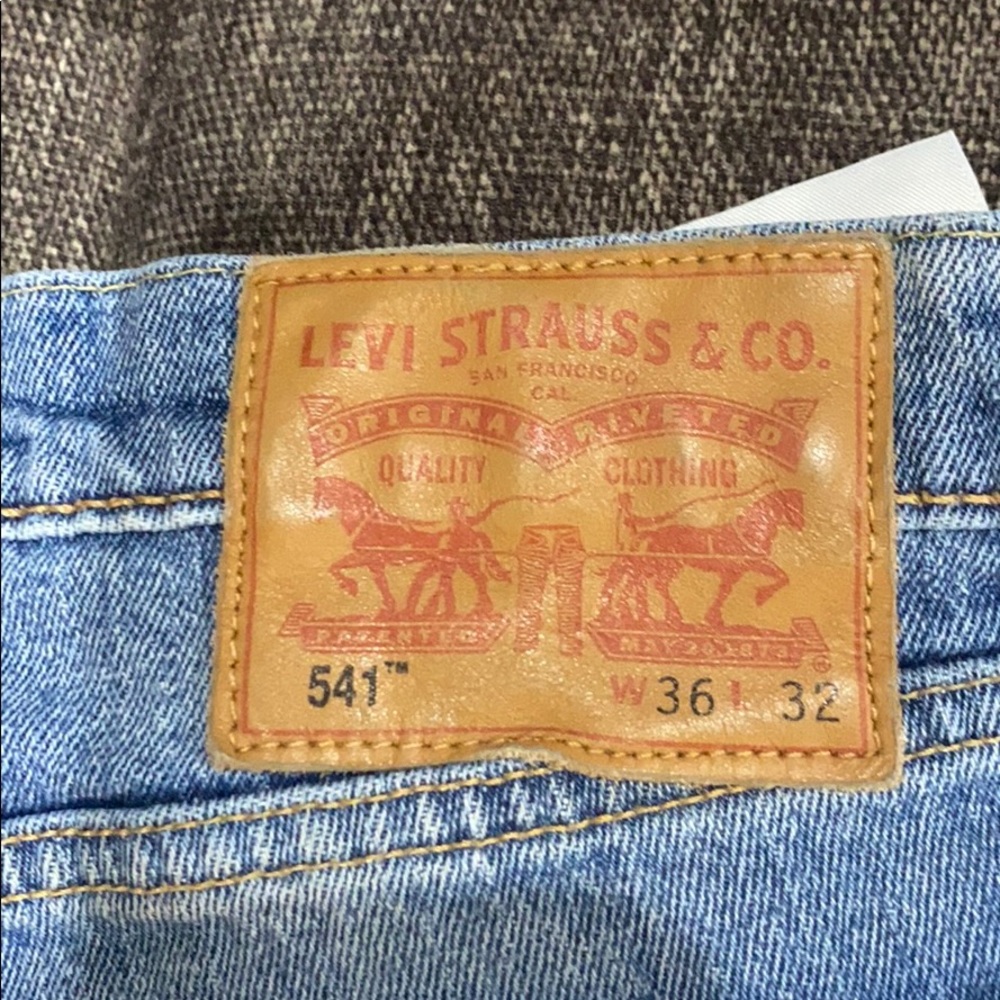 LEVI STRAUSS & CO.
SAN FRANCISCO
CAL.
ORIGINAL RIVETED
QUALITY CLOTHING
PATENTED MAY 20 1873
541™ W 36 L 32